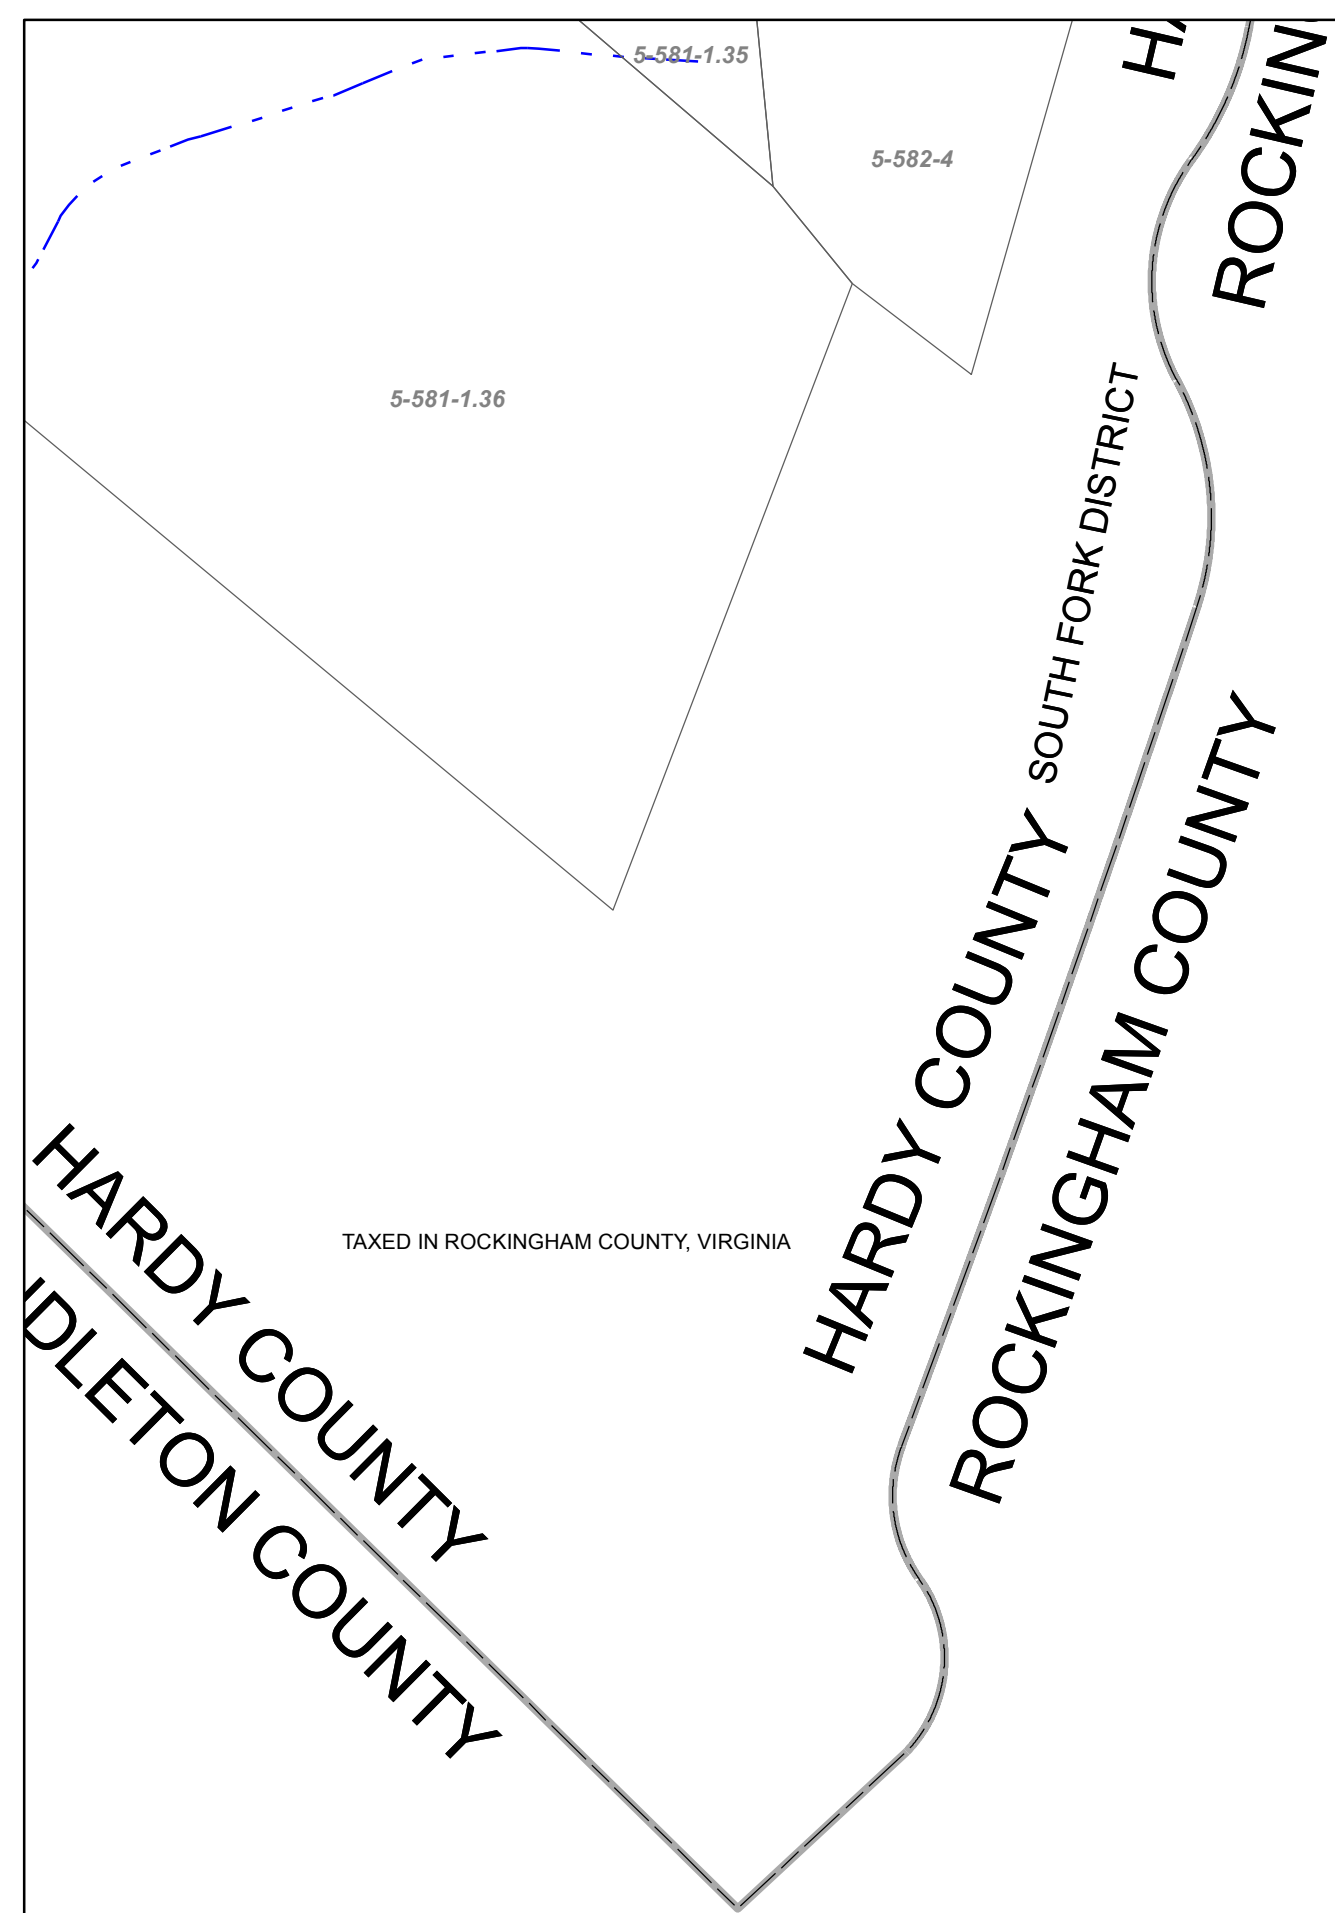 5-581-1.35
5-582-4
5-581-1.36
SOUTH FORK DISTRICT
HARDY COUNTY
ROCKINGHAM COUNTY
TAXED IN ROCKINGHAM COUNTY, VIRGINIA
HARDY COUNTY
DLETON COUNTY
HA
ROCKIN